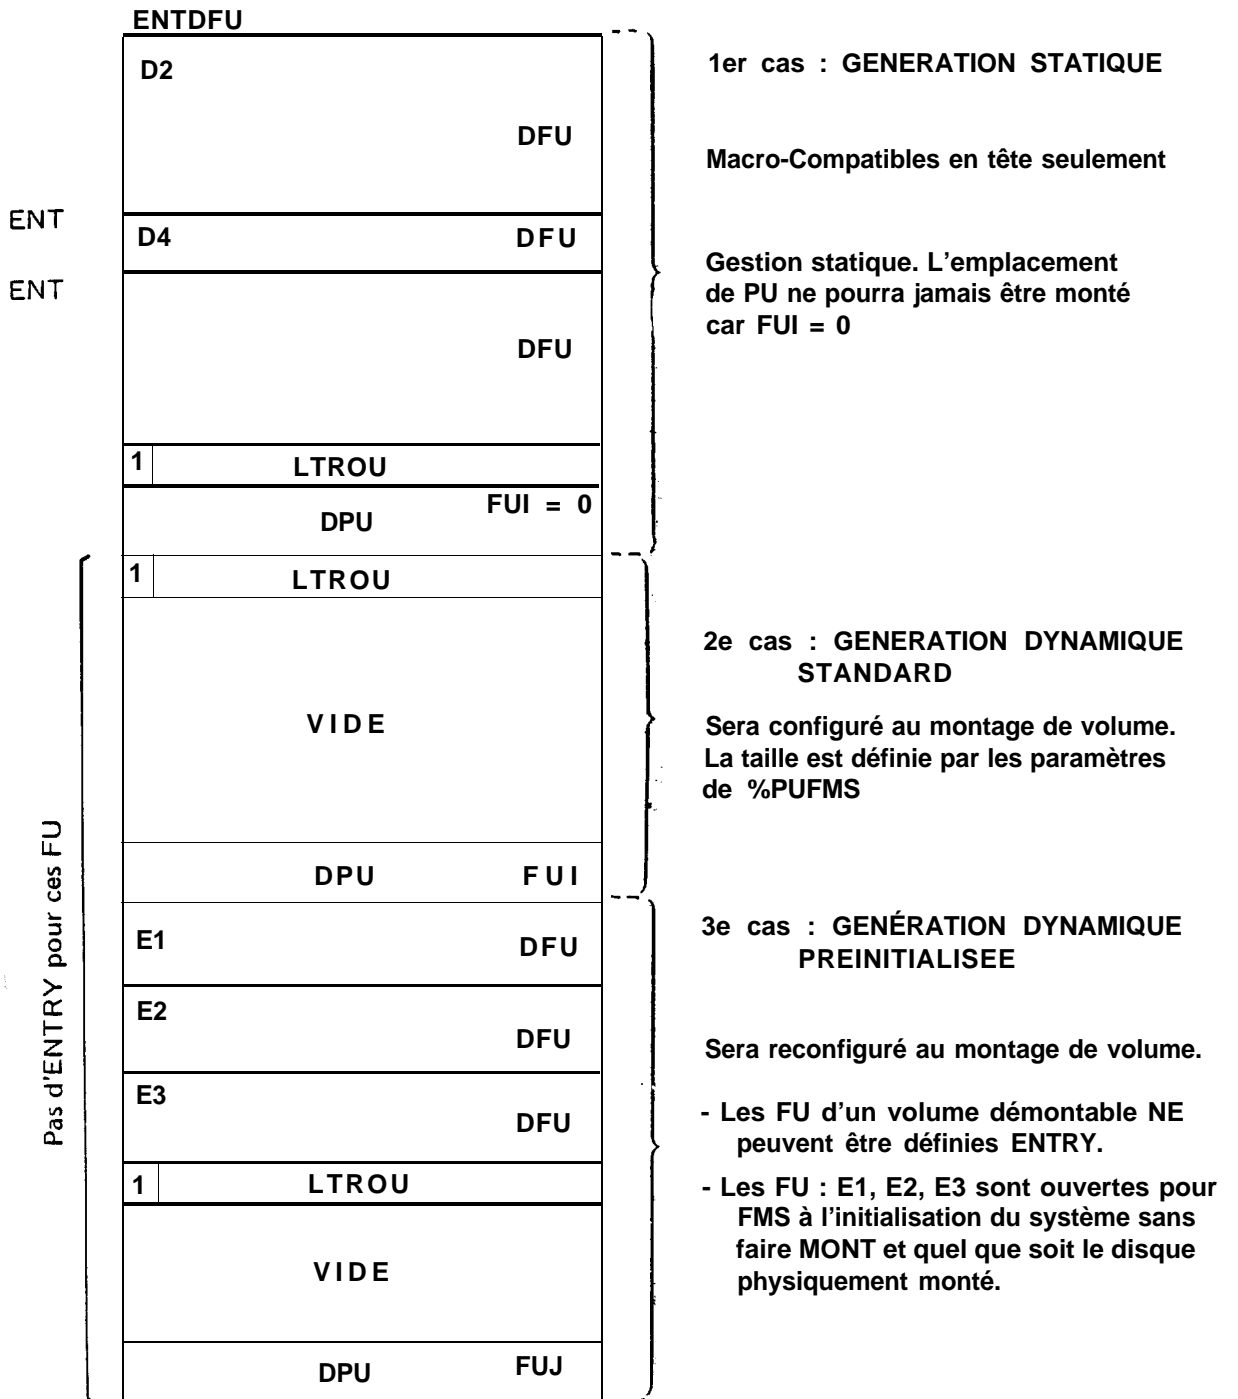 ENTDFU
D2
DFU
ENT
D4 DFU
ENT
DFU
1 LTROU
FUI = 0
DPU
1 LTROU
VIDE
DPU FUI
E1
DFU
E2
DFU
E3
DFU
1 LTROU
VIDE
DPU FUJ
Pas d'ENTRY pour ces FU
1er cas : GENERATION STATIQUE
Macro-Compatibles en tête seulement
Gestion statique. L'emplacement
de PU ne pourra jamais être monté
car FUI = 0
2e cas : GENERATION DYNAMIQUE
STANDARD
Sera configuré au montage de volume.
La taille est définie par les paramètres
de %PUFMS
3e cas : GENÉRATION DYNAMIQUE
PREINITIALISEE
Sera reconfiguré au montage de volume.
- Les FU d'un volume démontable NE
peuvent être définies ENTRY.
- Les FU : E1, E2, E3 sont ouvertes pour
FMS à l'initialisation du système sans
faire MONT et quel que soit le disque
physiquement monté.